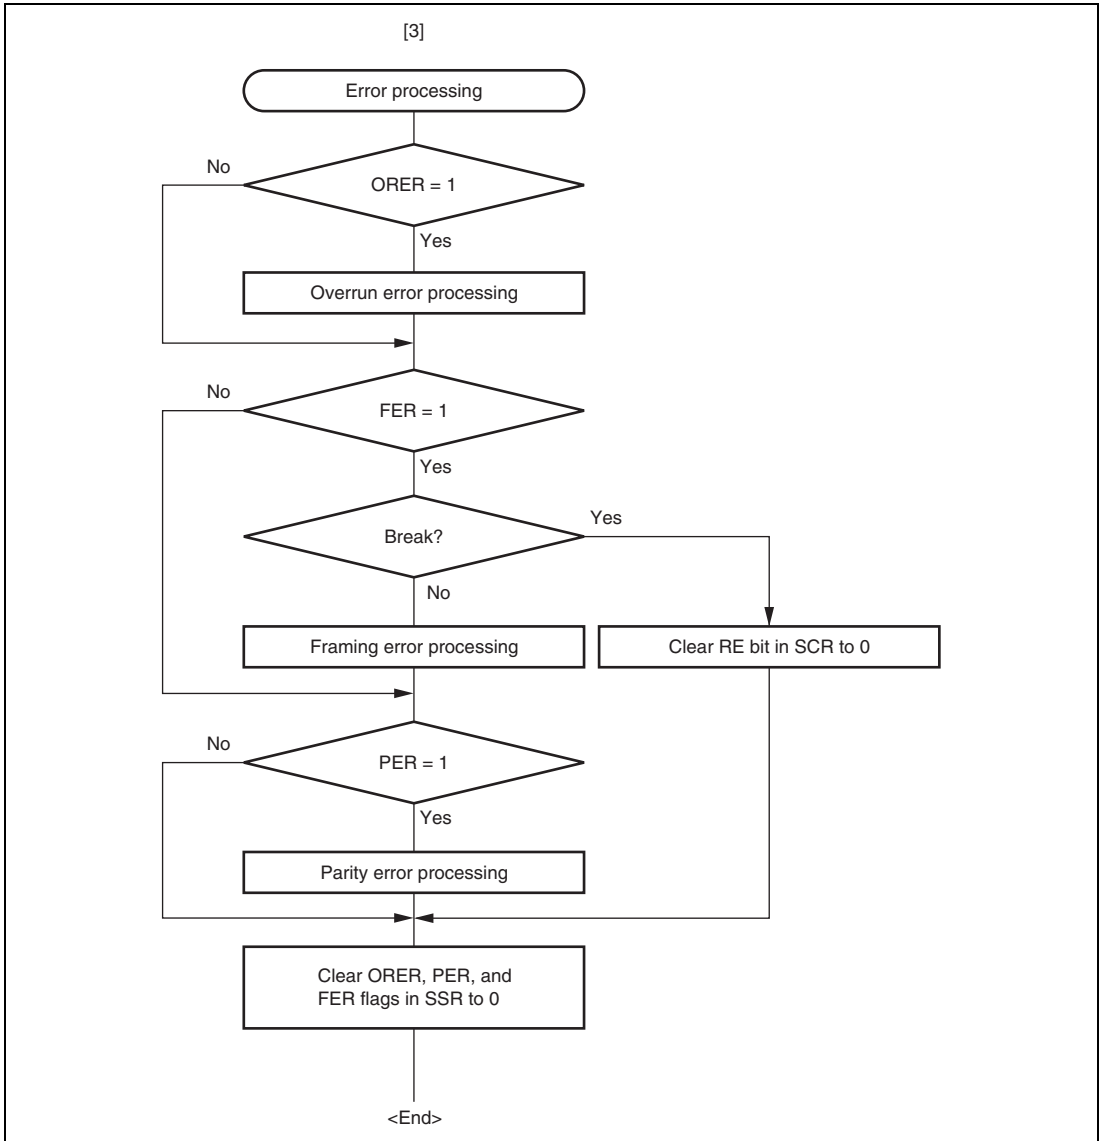 [3]
Error processing
No
ORER = 1
Yes
Overrun error processing
No
FER = 1
Yes
Break?
Yes
No
Framing error processing
Clear RE bit in SCR to 0
No
PER = 1
Yes
Parity error processing
Clear ORER, PER, and
FER flags in SSR to 0
<End>